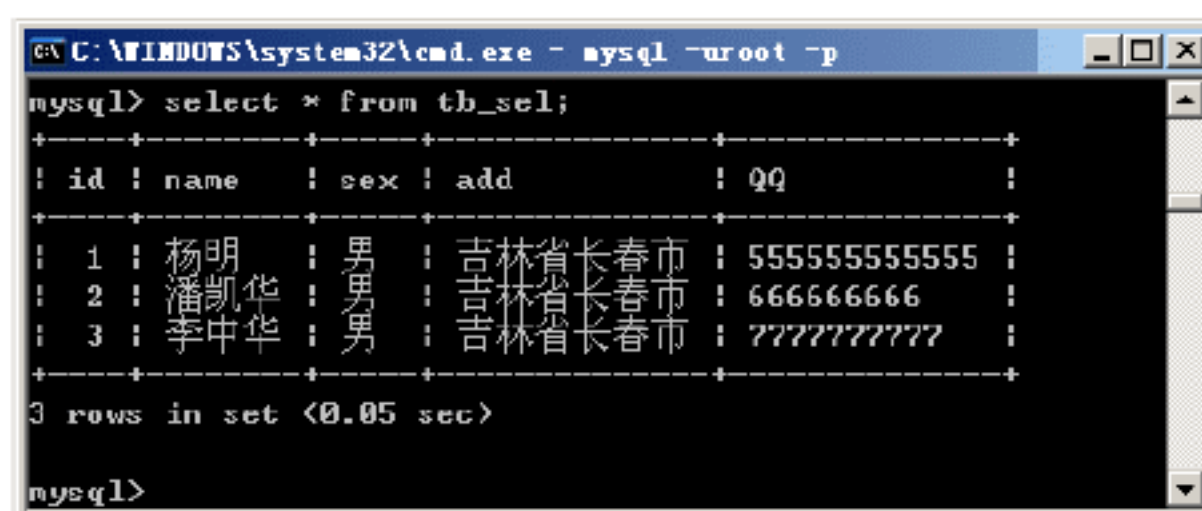 C:\WINDOWS\system32\cmd.exe - mysql -uroot -p
mysql> select * from tb_sel;
+----+--------+-----+--------------+--------------+
| id | name | sex | add | QQ |
+----+--------+-----+--------------+--------------+
| 1 | 杨明 | 男 | 吉林省长春市 | 555555555555 |
| 2 | 潘凯华 | 男 | 吉林省长春市 | 666666666 |
| 3 | 李中华 | 男 | 吉林省长春市 | 7777777777 |
+----+--------+-----+--------------+--------------+
3 rows in set (0.05 sec)
mysql>